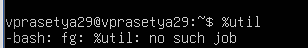 vprasetya29@vprasetya29:~$ %util
-bash: fg: %util: no such job